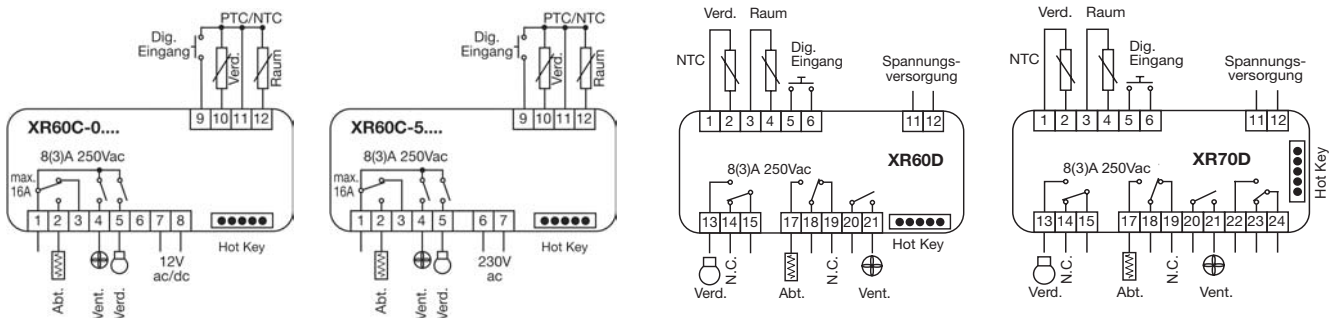 PTC/NTC
Dig.
Eingang
Verd.
Raum
9 10 11 12
XR60C-0....
8(3)A 250Vac
max.
16A
1 2 3 4 5 6 7 8
Hot Key
12V
ac/dc
Abt.
Vent.
Verd.
PTC/NTC
Dig.
Eingang
Verd.
Raum
9 10 11 12
XR60C-5....
8(3)A 250Vac
max.
16A
1 2 3 4 5 6 7
Hot Key
230V
ac
Abt.
Vent.
Verd.
Verd. Raum
NTC
Dig.
Eingang
Spannungs-
versorgung
1 2 3 4 5 6 11 12
XR60D
8(3)A 250Vac
13 14 15 17 18 19 20 21
Hot Key
N.C. N.C.
Verd. Abt. Vent.
Verd. Raum
NTC
Dig.
Eingang
Spannungs-
versorgung
1 2 3 4 5 6 11 12
XR70D
8(3)A 250Vac
Hot Key
13 14 15 17 18 19 20 21 22 23 24
N.C. N.C.
Verd. Abt. Vent.